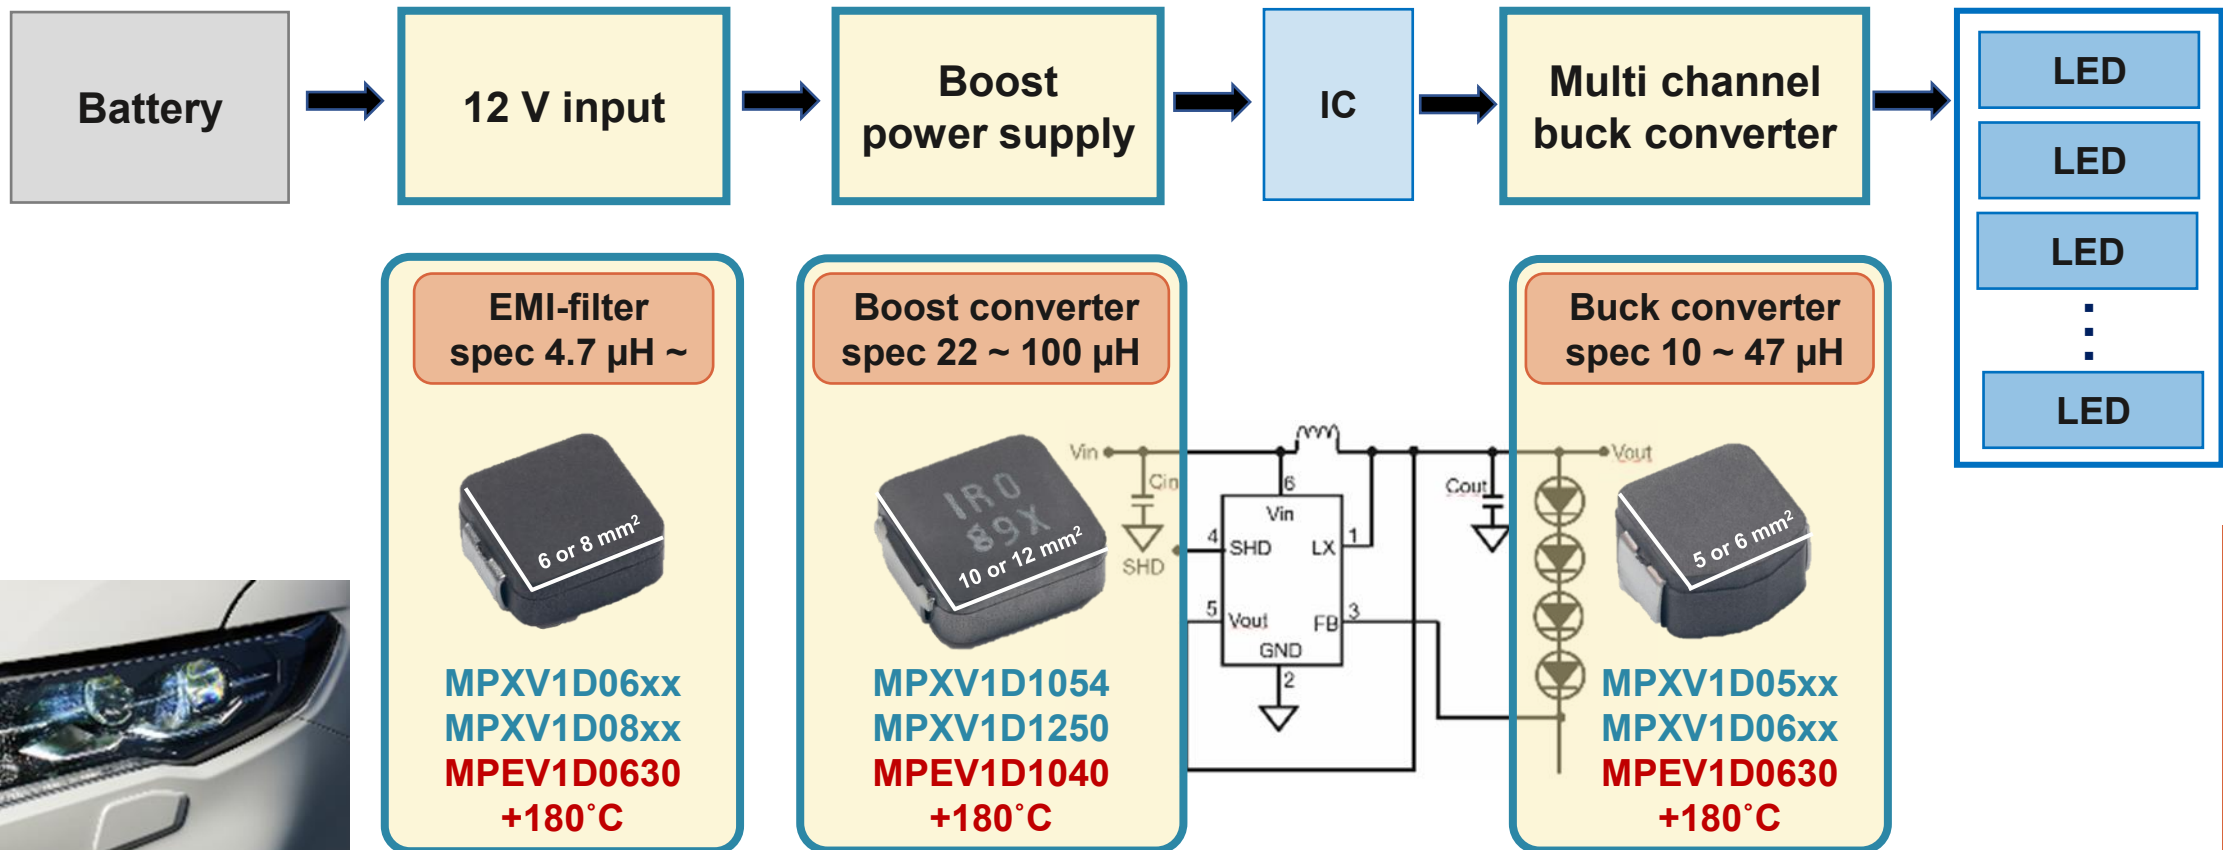 Battery
12 V input
Boost
power supply
IC
Multi channel
buck converter
LED
LED
LED
LED
EMI-filter
spec 4.7 µH ~
6 or 8 mm²
MPXV1D06xx
MPXV1D08xx
MPEV1D0630
+180˚C
Boost converter
spec 22 ~ 100 µH
1R0
89X
10 or 12 mm²
MPXV1D1054
MPXV1D1250
MPEV1D1040
+180˚C
Vin
Cin
SHD
6
Vin
4
SHD
LX
1
5
Vout
FB
3
GND
2
Cout
Vout
Buck converter
spec 10 ~ 47 µH
5 or 6 mm²
MPXV1D05xx
MPXV1D06xx
MPEV1D0630
+180˚C